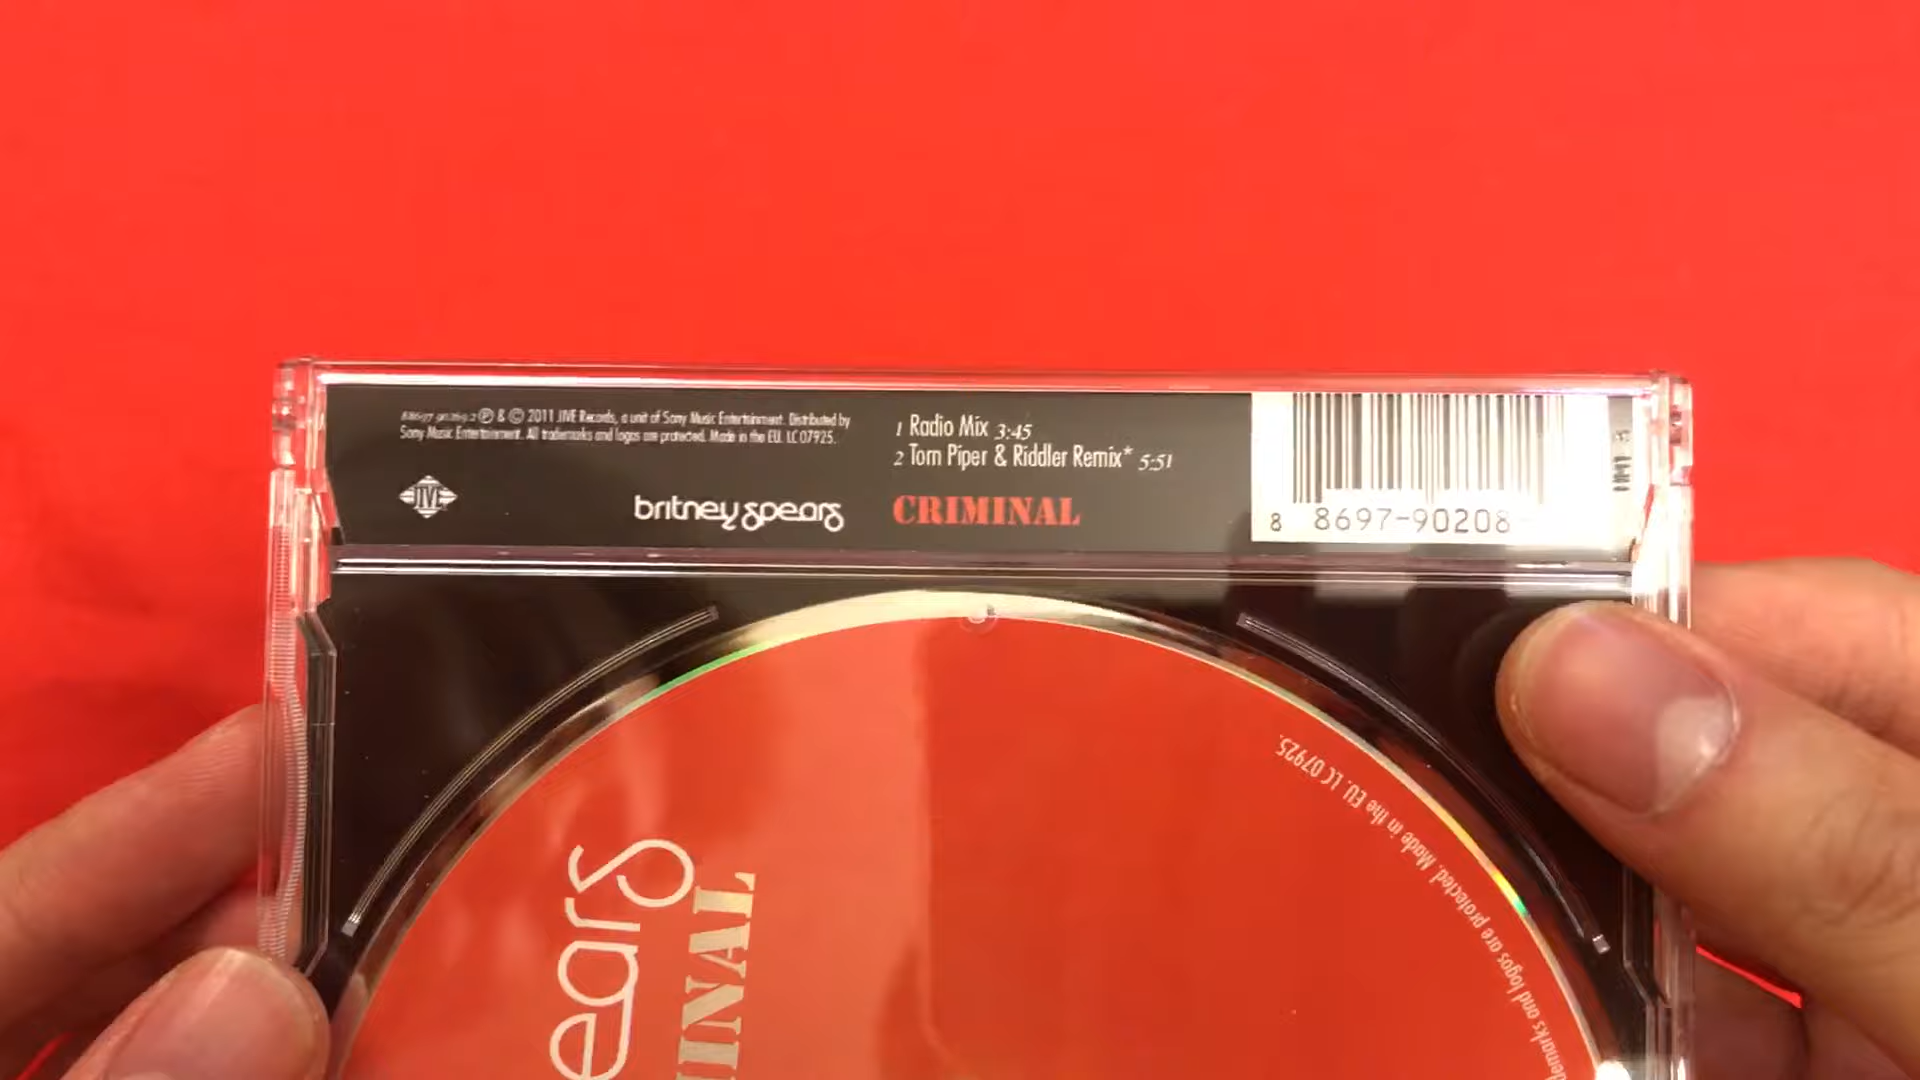 Ⓟ & © 2011 JIVE Records, a unit of Sony Music Entertainment. Distributed by
Sony Music Entertainment. All trademarks and logos are protected. Made in the EU. LC 07925.
1 Radio Mix 3:45
2 Tom Piper & Riddler Remix* 5:51
JIVE
britney spears
CRIMINAL
8 8697-90208-
ears
INAL
marks and logos are protected. Made in the EU. LC 07925.